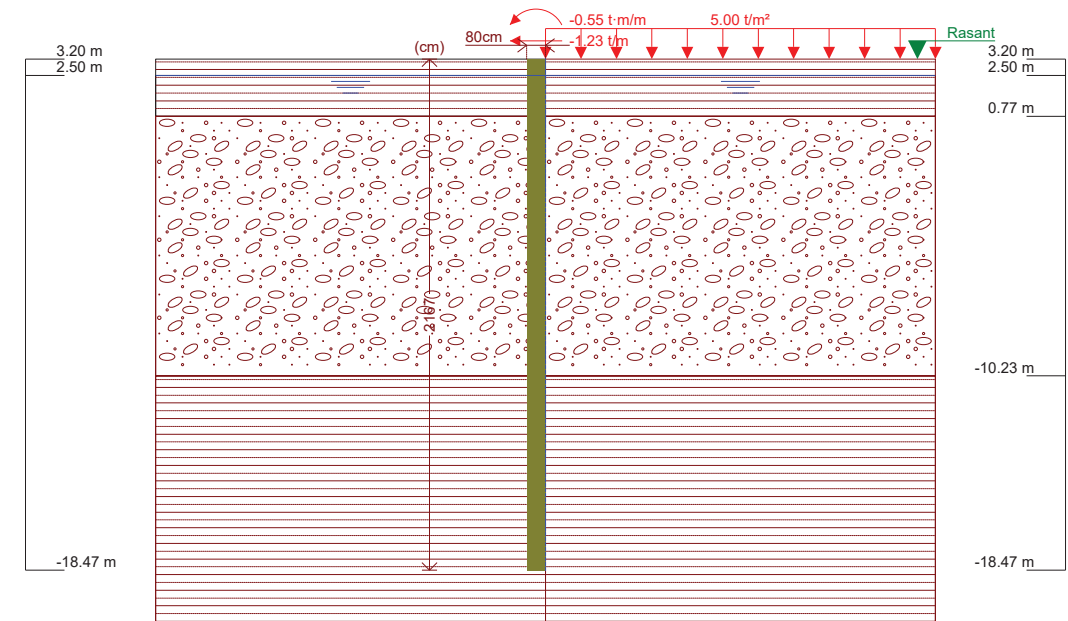 -0.55 t·m/m
5.00 t/m²
Rasant
80cm
-1.23 t/m
(cm)
3.20 m
3.20 m
2.50 m
2.50 m
0.77 m
2167
-10.23 m
-18.47 m
-18.47 m